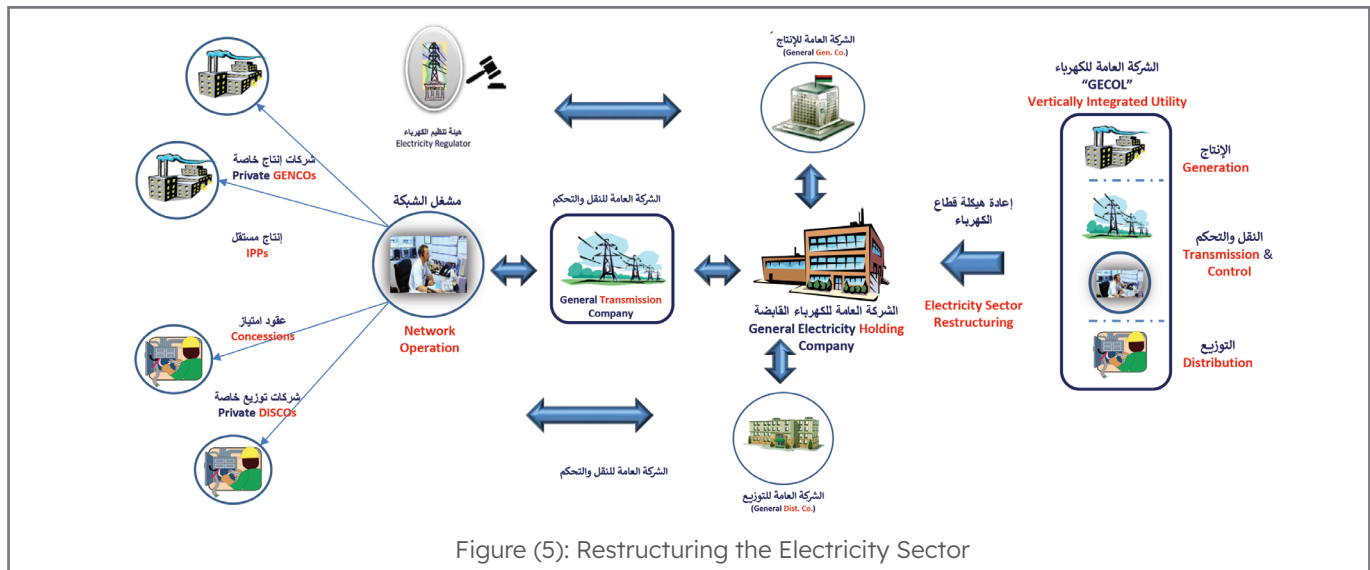 الشركة العامة للإنتاج
(General Gen. Co.)
هيئة تنظيم الكهرباء
Electricity Regulator
الشركة العامة للكهرباء
“GECOL”
Vertically Integrated Utility
الإنتاج
Generation
النقل والتحكم
Transmission &
Control
التوزيع
Distribution
إعادة هيكلة قطاع
الكهرباء
Electricity Sector
Restructuring
الشركة العامة للكهرباء القابضة
General Electricity Holding
Company
الشركة العامة للنقل والتحكم
General Transmission
Company
مشغل الشبكة
Network
Operation
شركات إنتاج خاصة
Private GENCOs
إنتاج مستقل
IPPs
عقود امتياز
Concessions
شركات توزيع خاصة
Private DISCOs
الشركة العامة للنقل والتحكم
الشركة العامة للتوزيع
(General Dist. Co.)
Figure (5): Restructuring the Electricity Sector